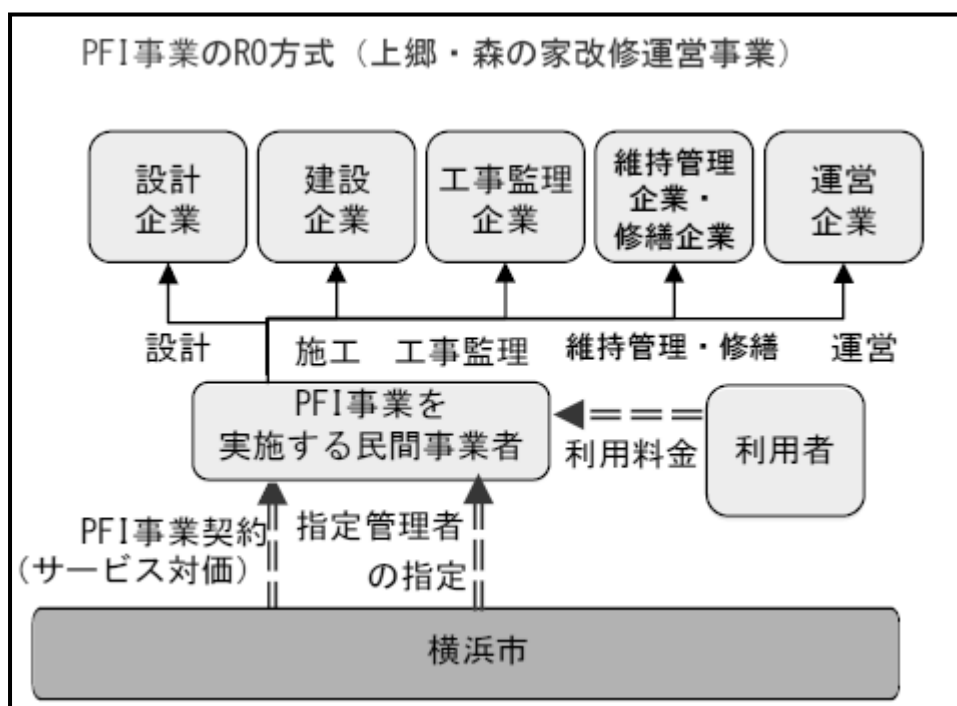 PFI事業のRO方式（上郷・森の家改修運営事業）
設計
企業
建設
企業
工事監理
企業
維持管理
企業・
修繕企業
運営
企業
設計
施工
工事監理
維持管理・修繕
運営
PFI事業を
実施する民間事業者
利用料金
利用者
PFI事業契約
（サービス対価）
指定管理者
の指定
横浜市